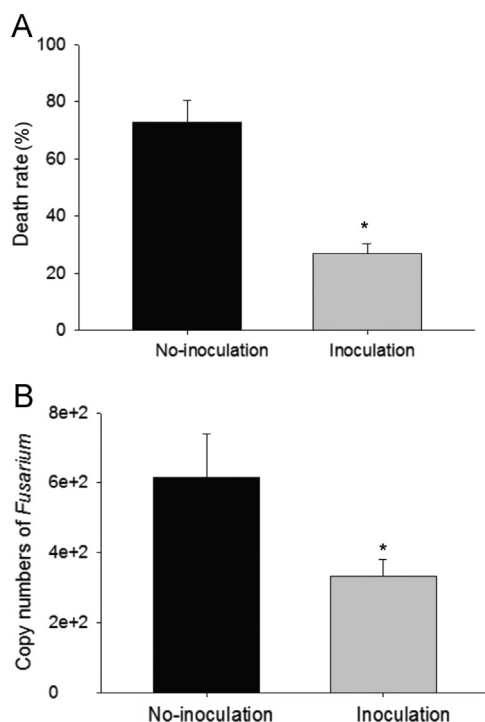 A
Death rate (%)
100
80
60
40
20
0
*
No-inoculation Inoculation
B
Copy numbers of Fusarium
8e+2
6e+2
4e+2
2e+2
0
*
No-inoculation Inoculation